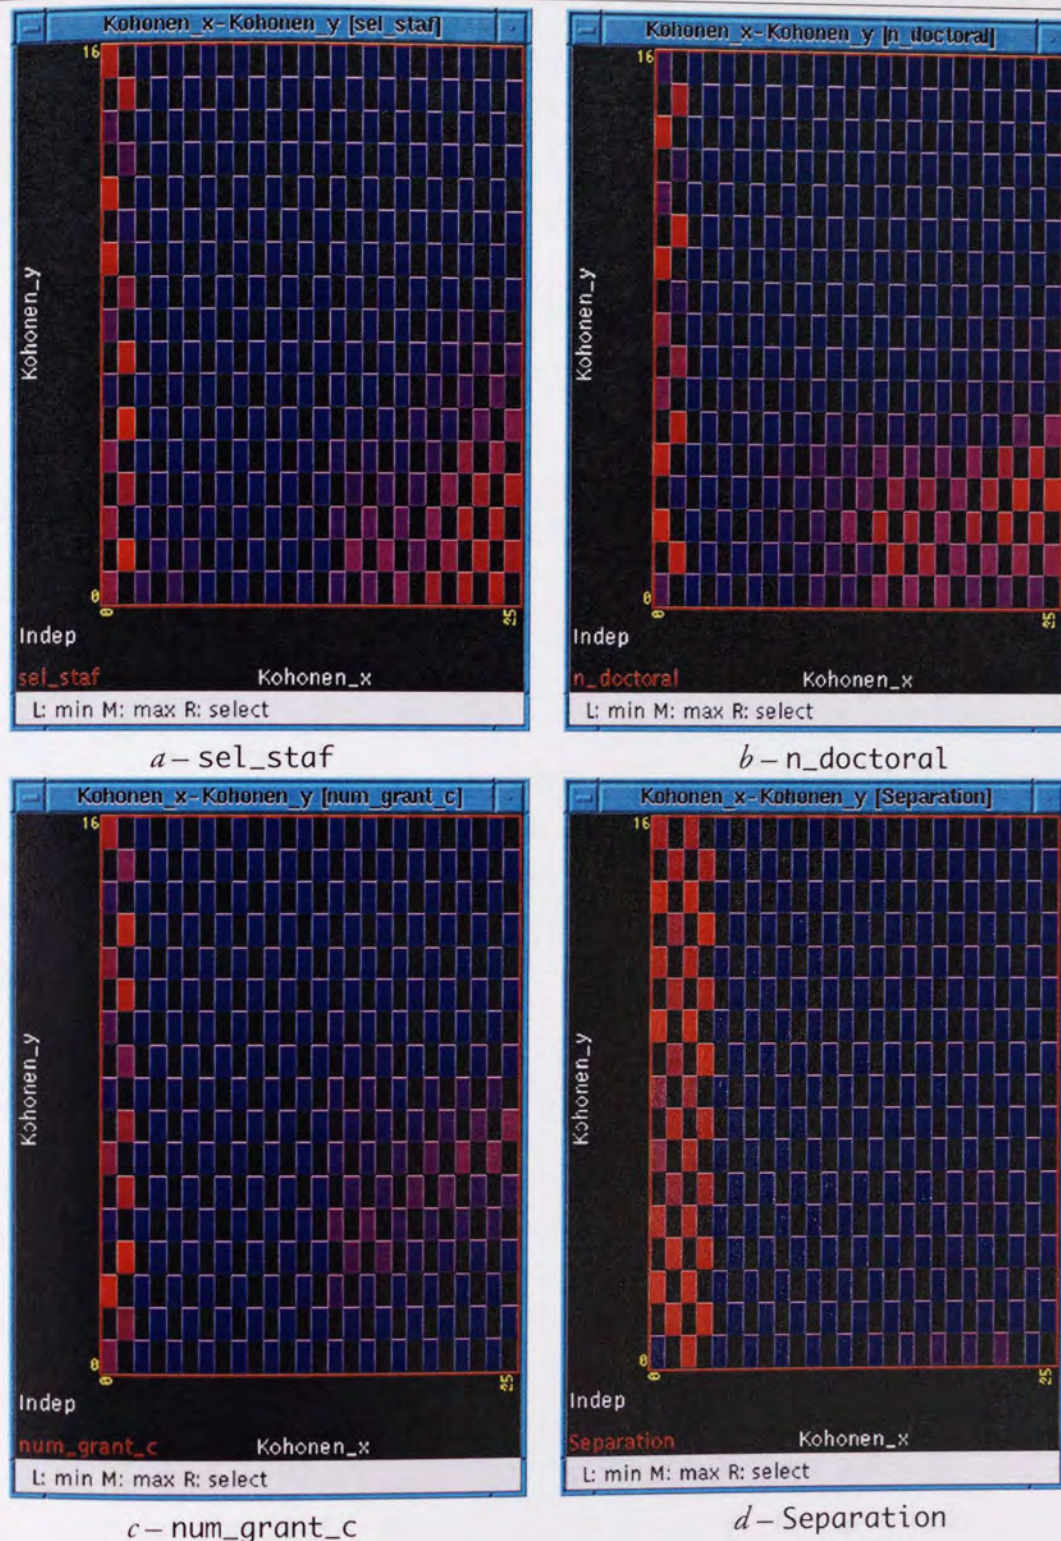 Kohonen_x-Kohonen_y [sel_staf]
16
Kohonen_y
0
0
25
Indep
sel_staf
Kohonen_x
L: min M: max R: select
a – sel_staf
Kohonen_x-Kohonen_y [n_doctoral]
16
Kohonen_y
0
0
25
Indep
n_doctoral
Kohonen_x
L: min M: max R: select
b – n_doctoral
Kohonen_x-Kohonen_y [num_grant_c]
16
Kohonen_y
0
0
25
Indep
num_grant_c
Kohonen_x
L: min M: max R: select
c – num_grant_c
Kohonen_x-Kohonen_y [Separation]
16
Kohonen_y
0
0
25
Indep
Separation
Kohonen_x
L: min M: max R: select
d – Separation